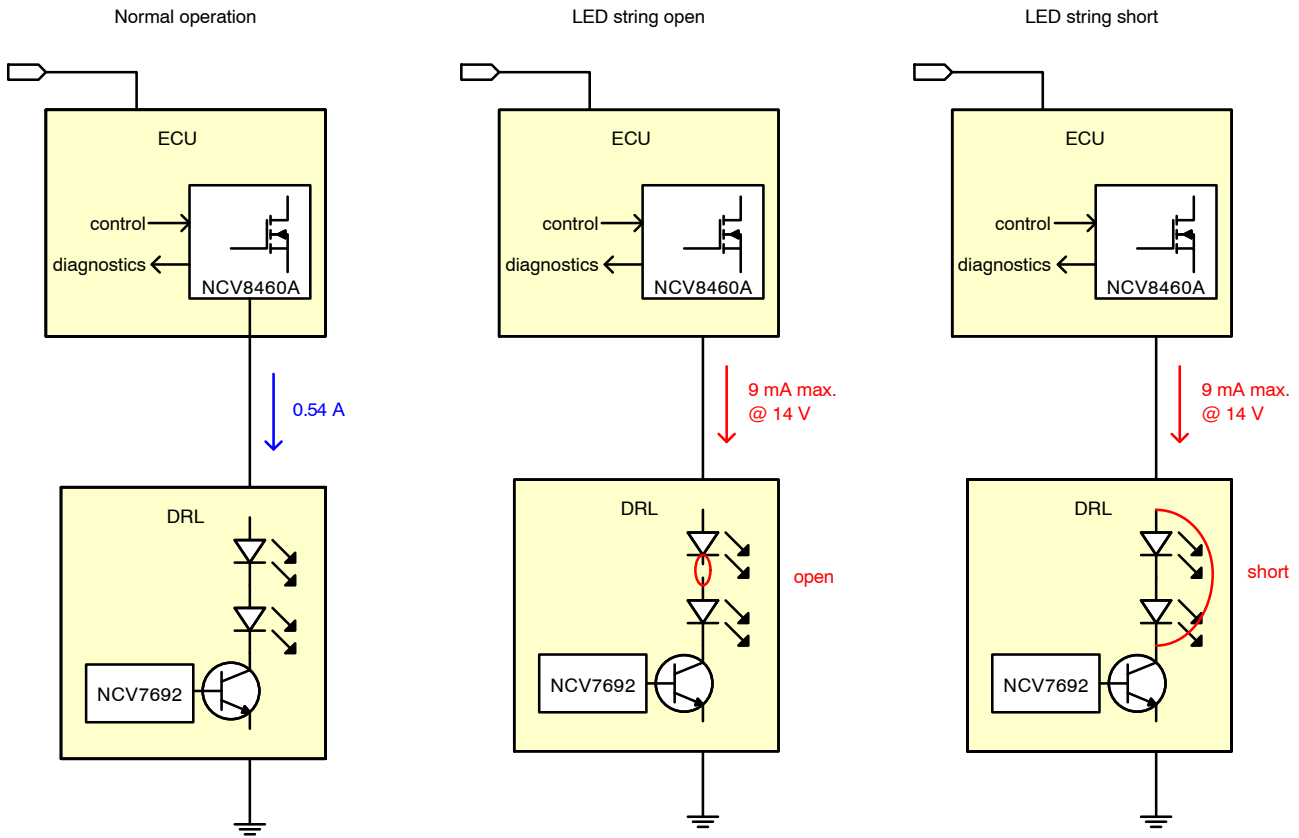 Normal operation
ECU
control
diagnostics
NCV8460A
0.54 A
DRL
NCV7692
LED string open
ECU
control
diagnostics
NCV8460A
9 mA max.
@ 14 V
DRL
open
NCV7692
LED string short
ECU
control
diagnostics
NCV8460A
9 mA max.
@ 14 V
DRL
short
NCV7692